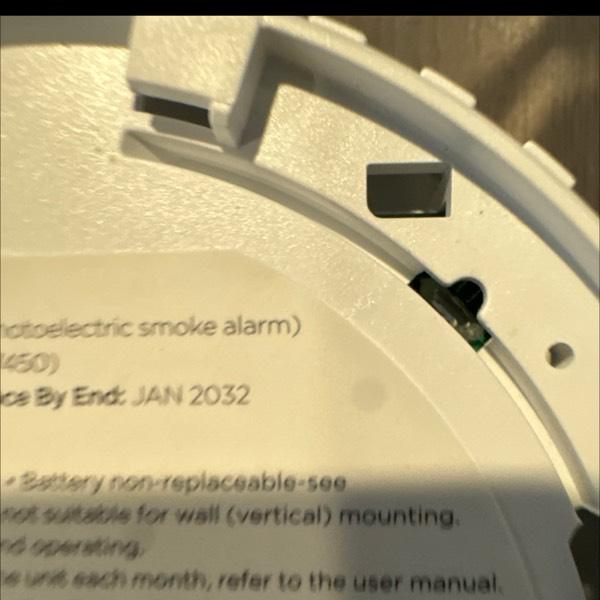 hotoelectric smoke alarm)
450)
ce By End: JAN 2032
• Battery non-replaceable-see
not suitable for wall (vertical) mounting.
nd operating.
e unit each month, refer to the user manual.